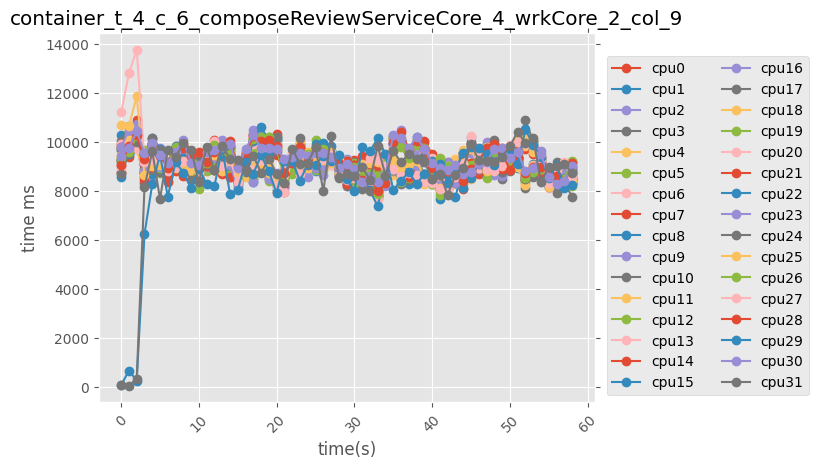 container_t_4_c_6_composeReviewServiceCore_4_wrkCore_2_col_9
14000
12000
10000
8000
6000
4000
2000
0
time ms
0
10
20
30
40
50
60
time(s)
cpu0
cpu1
cpu2
cpu3
cpu4
cpu5
cpu6
cpu7
cpu8
cpu9
cpu10
cpu11
cpu12
cpu13
cpu14
cpu15
cpu16
cpu17
cpu18
cpu19
cpu20
cpu21
cpu22
cpu23
cpu24
cpu25
cpu26
cpu27
cpu28
cpu29
cpu30
cpu31